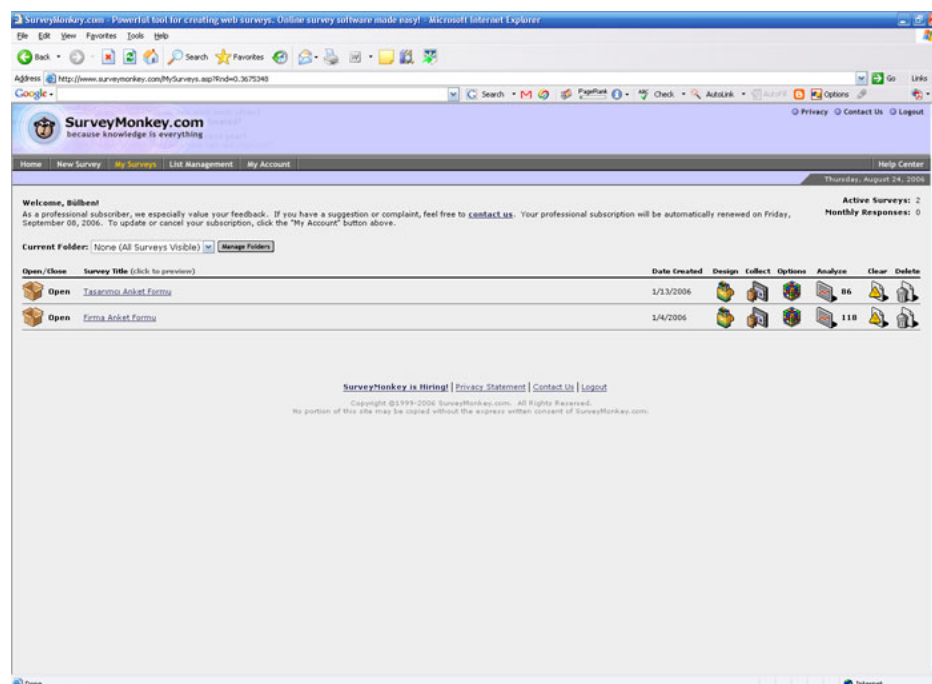 SurveyMonkey.com - Powerful tool for creating web surveys. Online survey software made easy! - Microsoft Internet Explorer
File Edit View Favorites Tools Help
Back Search Favorites
Address http://www.surveymonkey.com/MySurveys.asp?Rnd=0.3675348 Go Links
Google Search PageRank Check AutoLink AutoFill Options
SurveyMonkey.com
because knowledge is everything
Privacy Contact Us Logout
Home New Survey My Surveys List Management My Account Help Center
Thursday, August 24, 2006
Welcome, Bülben!
As a professional subscriber, we especially value your feedback. If you have a suggestion or complaint, feel free to contact us. Your professional subscription will be automatically renewed on Friday,
September 08, 2006. To update or cancel your subscription, click the "My Account" button above.
Active Surveys: 2
Monthly Responses: 0
Current Folder: None (All Surveys Visible) Manage Folders
Open/Close Survey Title (click to preview) Date Created Design Collect Options Analyze Clear Delete
Open Tasarımcı Anket Formu 1/13/2006 86
Open Firma Anket Formu 1/4/2006 118
SurveyMonkey is Hiring! | Privacy Statement | Contact Us | Logout
Copyright ©1999-2006 SurveyMonkey.com. All Rights Reserved.
No portion of this site may be copied without the express written consent of SurveyMonkey.com.
Done Internet